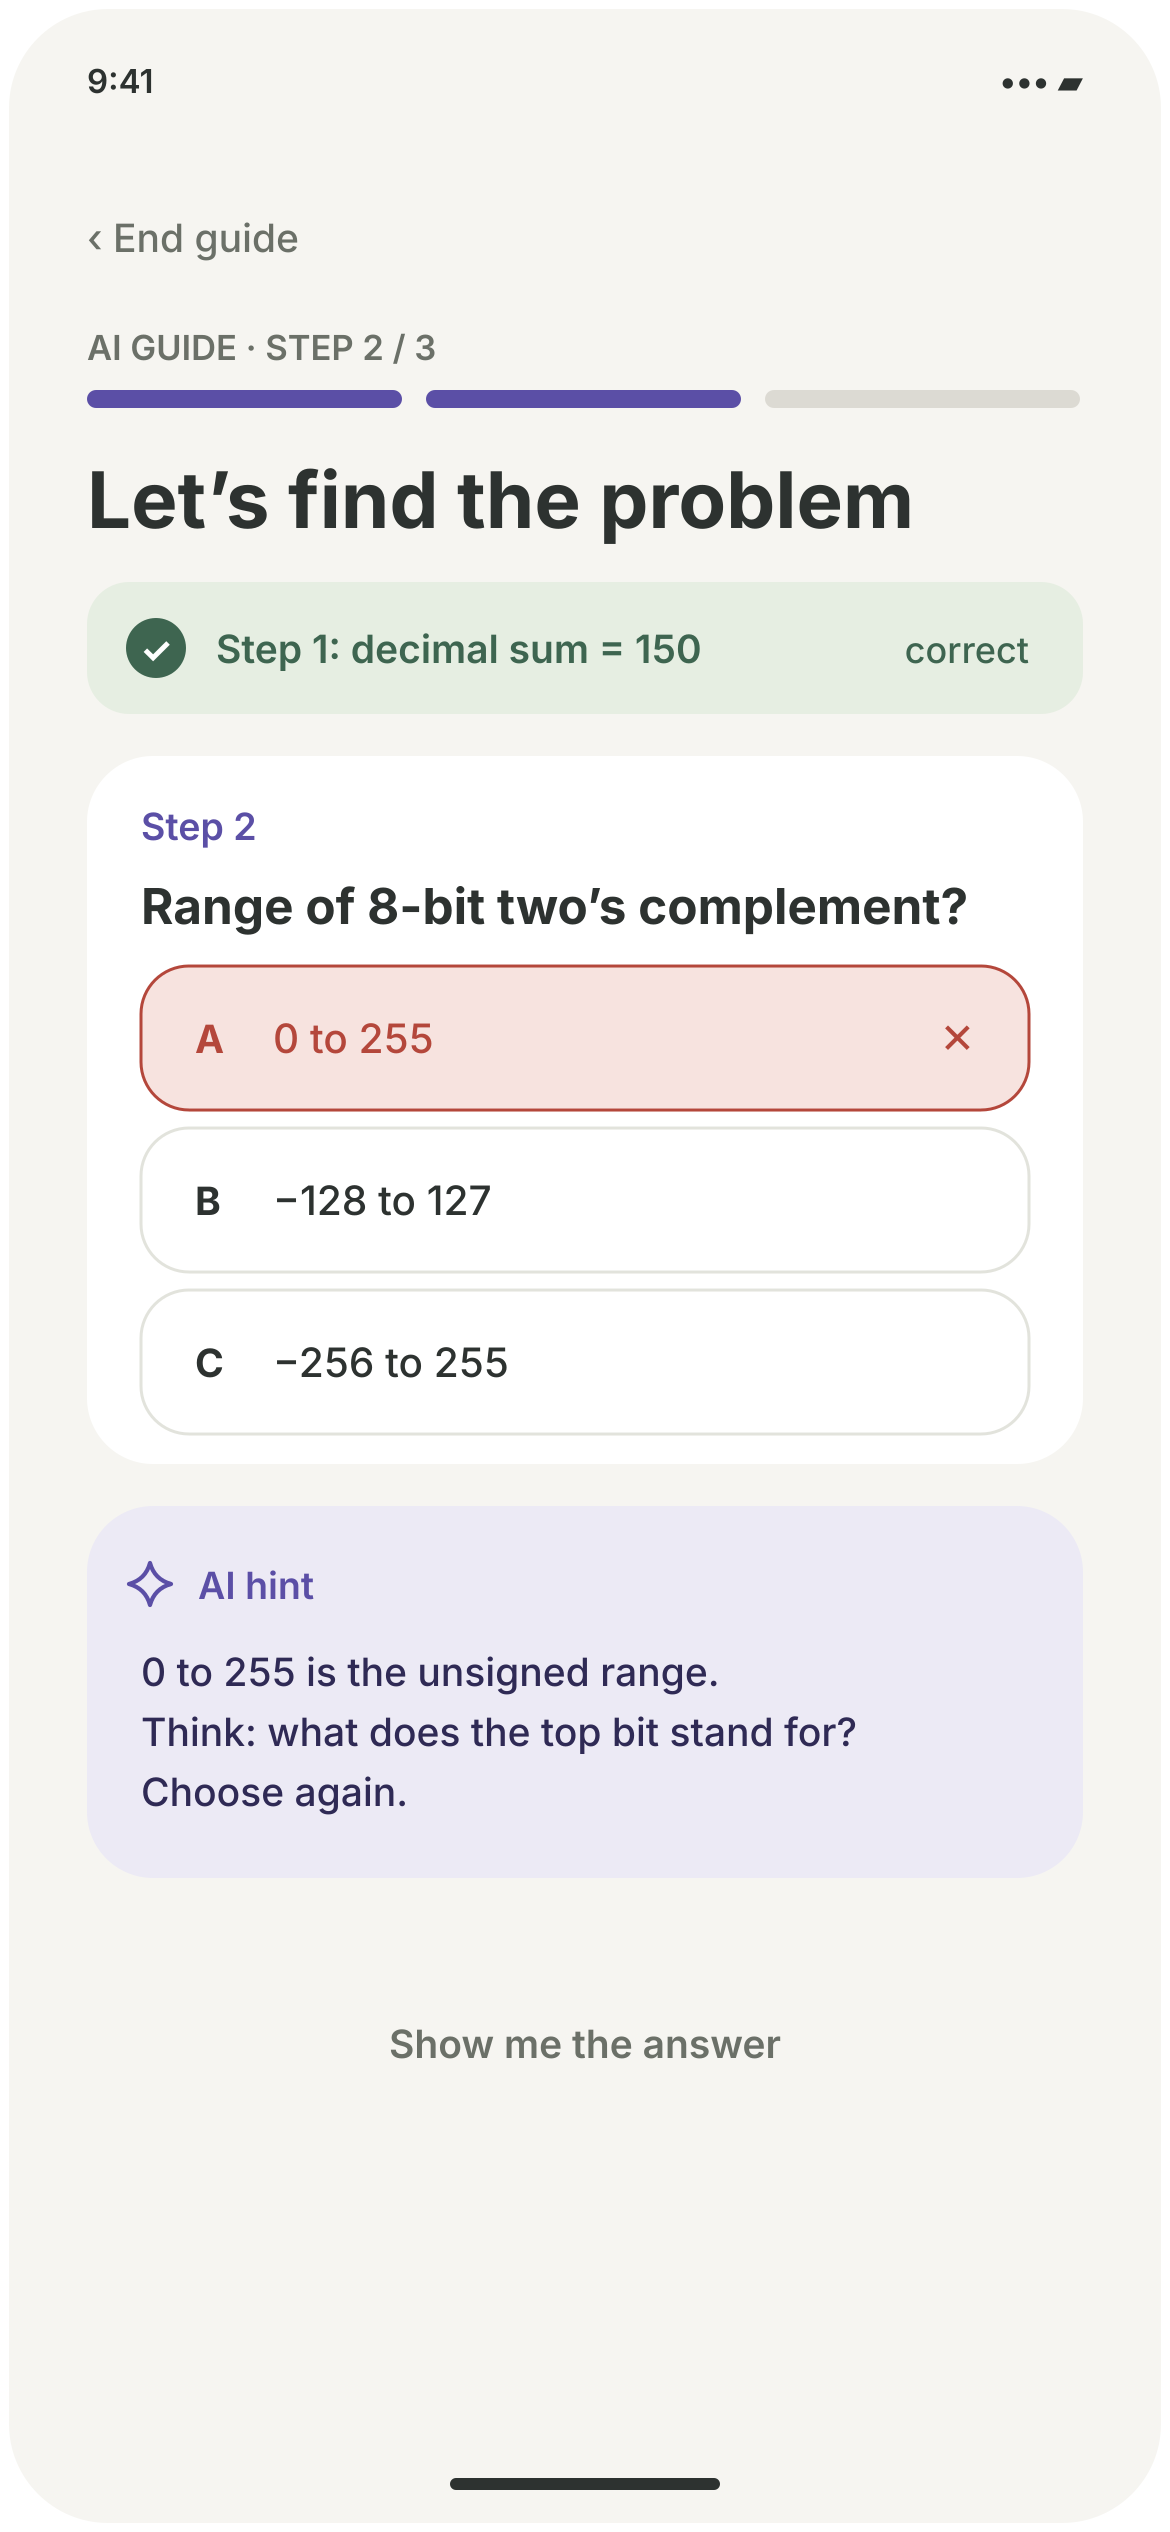 9:41
‹ End guide
AI GUIDE · STEP 2 / 3
Let’s find the problem
Step 1: decimal sum = 150 correct
Step 2
Range of 8-bit two’s complement?
A 0 to 255 ✕
B −128 to 127
C −256 to 255
AI hint
0 to 255 is the unsigned range.
Think: what does the top bit stand for?
Choose again.
Show me the answer